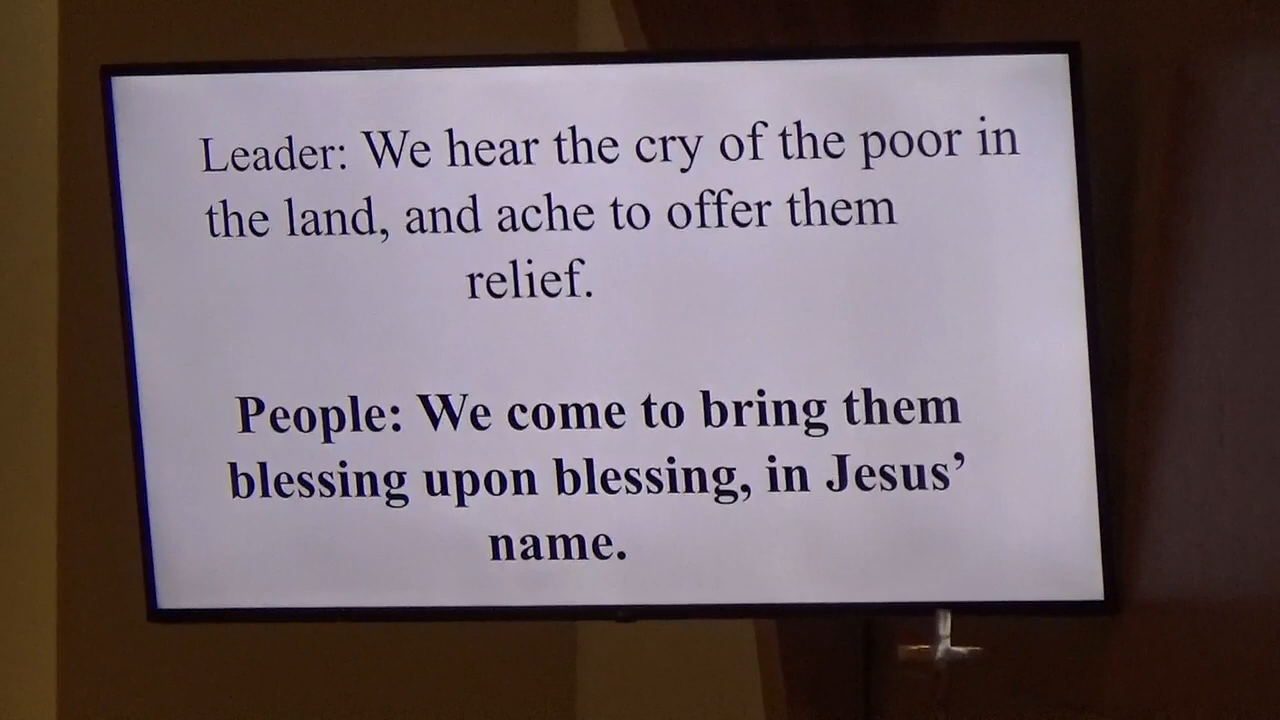 Leader: We hear the cry of the poor in
the land, and ache to offer them
relief.
People: We come to bring them
blessing upon blessing, in Jesus’
name.